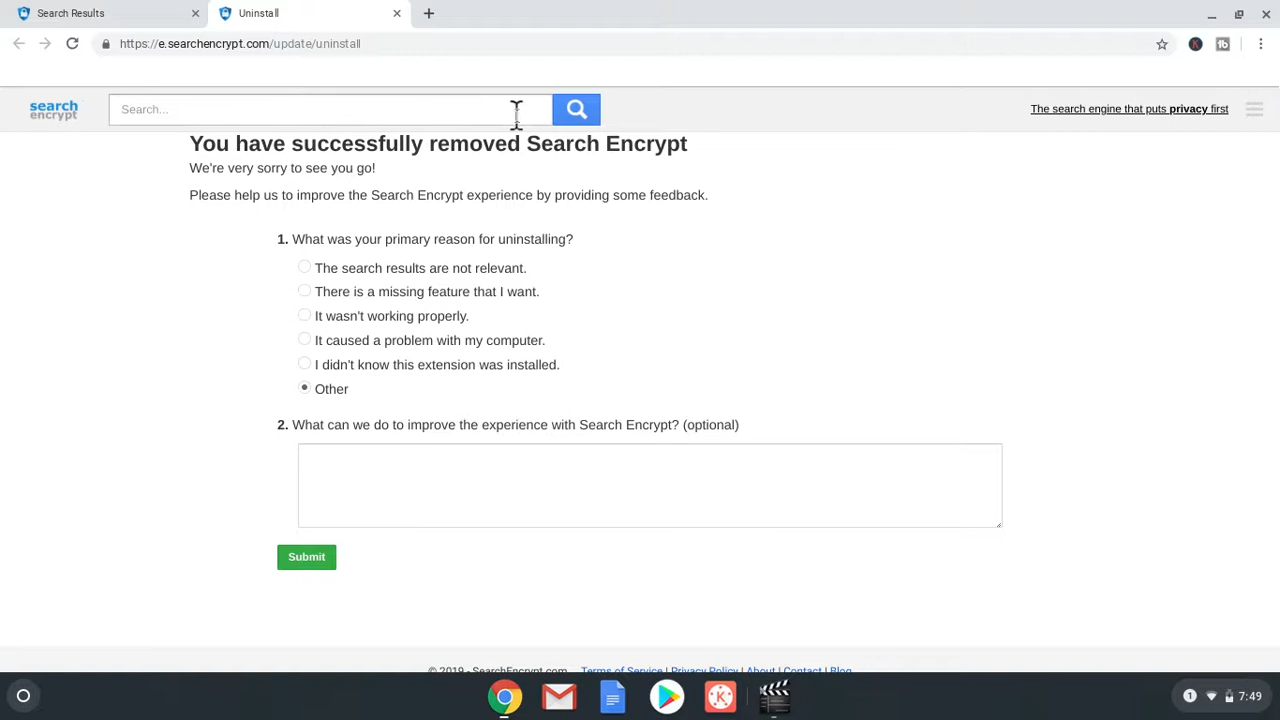 Search Results
Uninstall
https://e.searchencrypt.com/update/uninstall
search
encrypt
Search...
The search engine that puts privacy first
You have successfully removed Search Encrypt
We're very sorry to see you go!
Please help us to improve the Search Encrypt experience by providing some feedback.
1. What was your primary reason for uninstalling?
The search results are not relevant.
There is a missing feature that I want.
It wasn't working properly.
It caused a problem with my computer.
I didn't know this extension was installed.
Other
2. What can we do to improve the experience with Search Encrypt? (optional)
Submit
© 2019 - SearchEncrypt.com Terms of Service | Privacy Policy | About | Contact | Blog
1 7:49